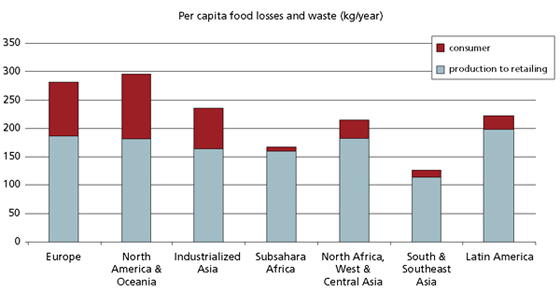 Per capita food losses and waste (kg/year)
350
300
250
200
150
100
50
0
consumer
production to retailing
Europe
North
America &
Oceania
Industrialized
Asia
Subsahara
Africa
North Africa,
West &
Central Asia
South &
Southeast
Asia
Latin America